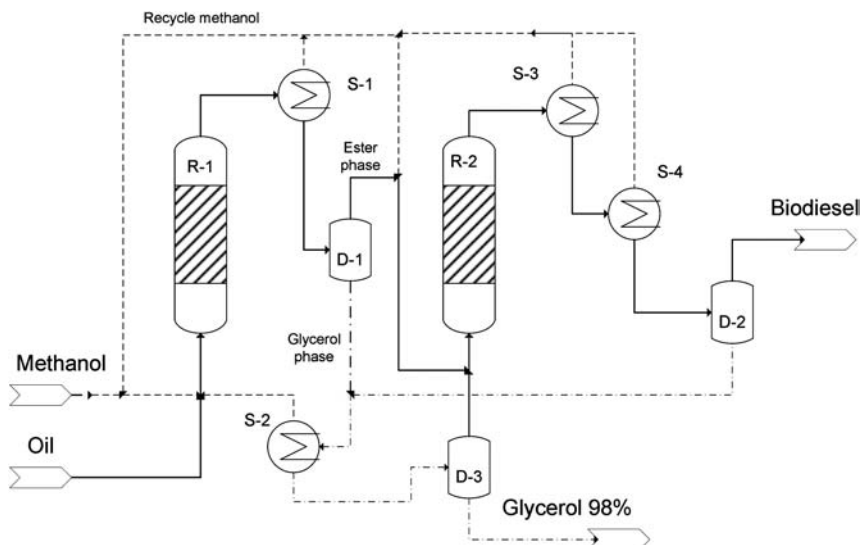 Recycle methanol
S-1
S-3
R-1
Ester
phase
R-2
S-4
Biodiesel
D-1
D-2
Glycerol
phase
Methanol
S-2
Oil
D-3
Glycerol 98%